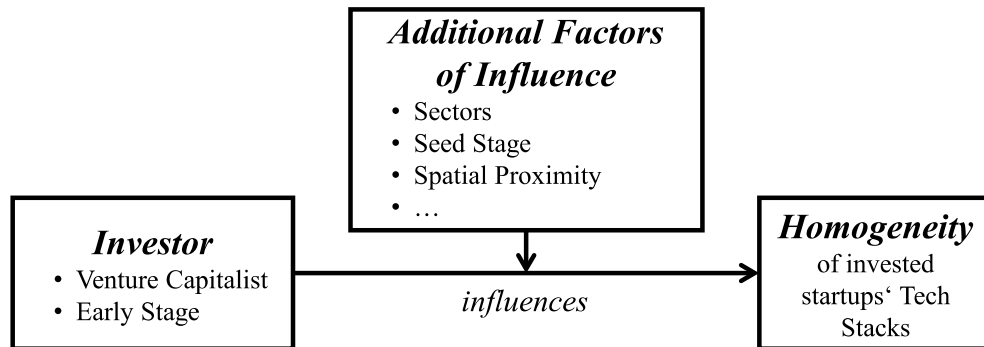 Additional Factors
of Influence
• Sectors
• Seed Stage
• Spatial Proximity
• …
Investor
• Venture Capitalist
• Early Stage
influences
Homogeneity
of invested
startups‘ Tech
Stacks